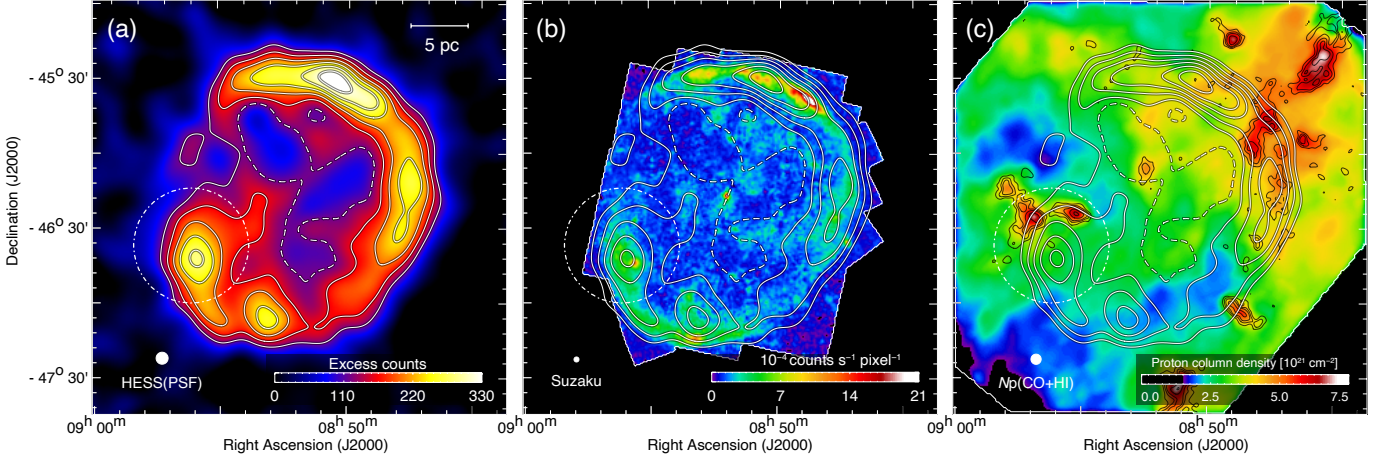 (a)
5 pc
(b)
(c)
Declination (J2000)
- 45° 30'
- 46° 30'
- 47° 30'
HESS(PSF)
Excess counts
0 110 220 330
Suzaku
10⁻⁴ counts s⁻¹ pixel⁻¹
0 7 14 21
Np(CO+HI)
Proton column density [10²¹ cm⁻²]
0.0 2.5 5.0 7.5
09ʰ 00ᵐ 08ʰ 50ᵐ 09ʰ 00ᵐ 08ʰ 50ᵐ 09ʰ 00ᵐ 08ʰ 50ᵐ
Right Ascension (J2000) Right Ascension (J2000) Right Ascension (J2000)